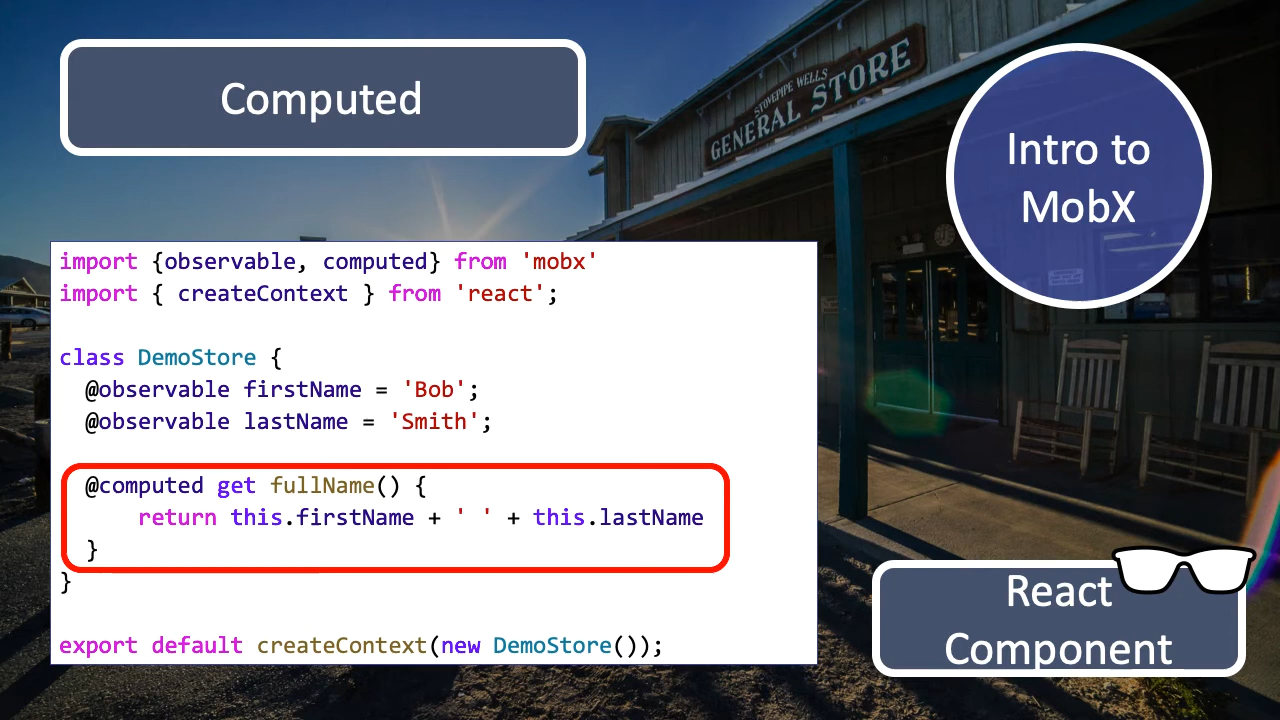 Computed
STOVEPIPE WELLS
GENERAL STORE
Intro to
MobX
import {observable, computed} from 'mobx'
import { createContext } from 'react';
class DemoStore {
  @observable firstName = 'Bob';
  @observable lastName = 'Smith';
  @computed get fullName() {
      return this.firstName + ' ' + this.lastName
  }
}
export default createContext(new DemoStore());
React
Component